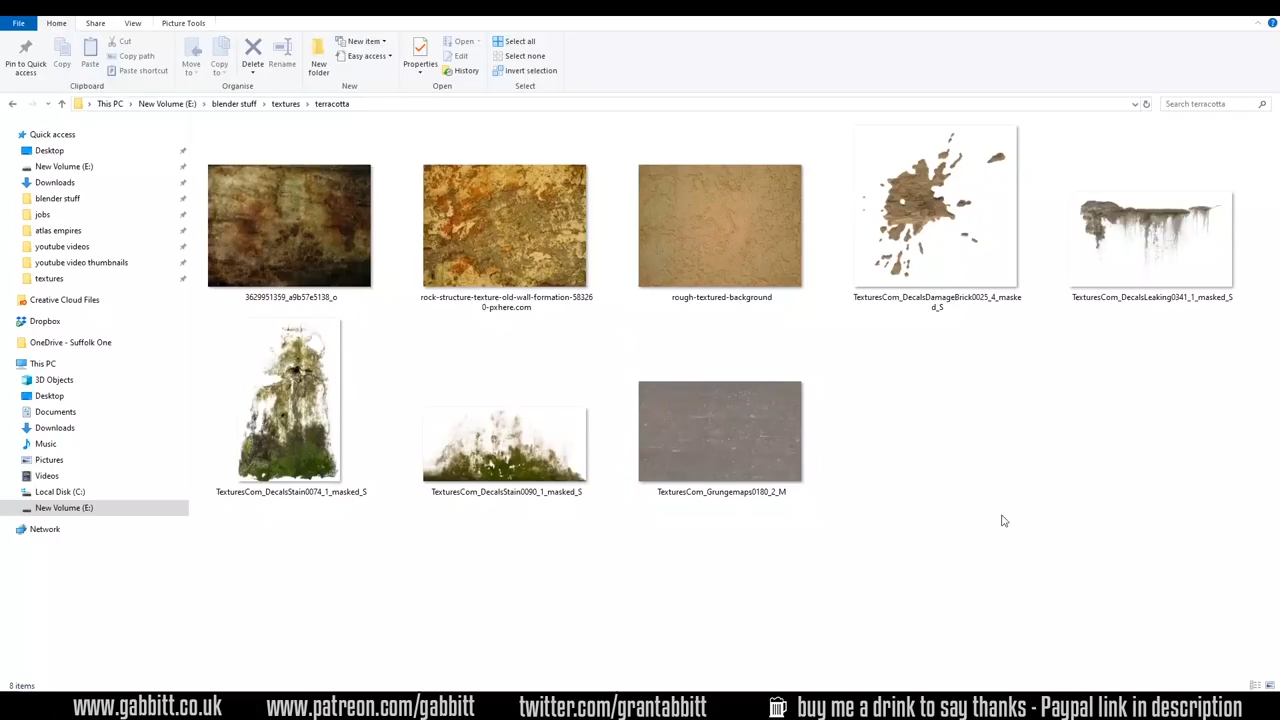 File Home Share View Picture Tools
Pin to Quick access
Copy
Paste
Cut
Copy path
Paste shortcut
Clipboard
Move to
Copy to
Delete
Rename
Organise
New folder
New item
Easy access
New
Properties
Open
Edit
History
Open
Select all
Select none
Invert selection
Select
This PC > New Volume (E:) > blender stuff > textures > terracotta
Search terracotta
Quick access
Desktop
New Volume (E:)
Downloads
blender stuff
jobs
atlas empires
youtube videos
youtube video thumbnails
textures
Creative Cloud Files
Dropbox
OneDrive - Suffolk One
This PC
3D Objects
Desktop
Documents
Downloads
Music
Pictures
Videos
Local Disk (C:)
New Volume (E:)
Network
3629951359_a9b57e5138_o
rock-structure-texture-old-wall-formation-58326
0-pxhere.com
rough-textured-background
TexturesCom_DecalsDamageBrick0025_4_maske
d_S
TexturesCom_DecalsLeaking0341_1_masked_S
TexturesCom_DecalsStain0074_1_masked_S
TexturesCom_DecalsStain0090_1_masked_S
TexturesCom_Grungemaps0180_2_M
8 items
www.gabbitt.co.uk www.patreon.com/gabbitt twitter.com/grantabbitt buy me a drink to say thanks - Paypal link in description